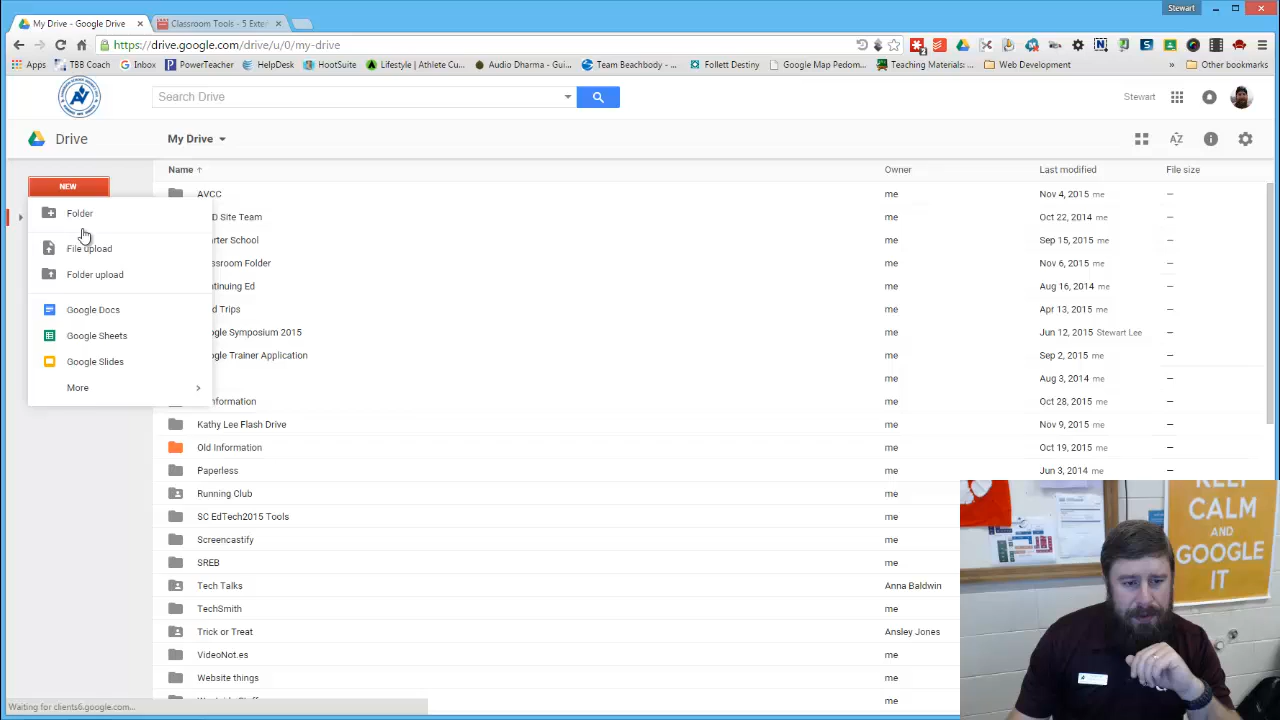 Stewart
My Drive - Google Drive
Classroom Tools - 5 Exte
https://drive.google.com/drive/u/0/my-drive
Apps TBB Coach Inbox PowerTeacher HelpDesk HootSuite Lifestyle | Athlete Cu... Audio Dharma - Gui... Team Beachbody - ... Follett Destiny Google Map Pedom... Teaching Materials: ... Web Development » Other bookmarks
Search Drive
Stewart
Drive
My Drive
Name Owner Last modified File size
NEW
AVCC me Nov 4, 2015 me —
Folder
D Site Team me Oct 22, 2014 me —
arter School me Sep 15, 2015 me —
File upload
ssroom Folder me Nov 6, 2015 me —
Folder upload
ntinuing Ed me Aug 16, 2014 me —
Google Docs
d Trips me Apr 13, 2015 me —
Google Sheets
gle Symposium 2015 me Jun 12, 2015 Stewart Lee —
Google Slides
gle Trainer Application me Sep 2, 2015 me —
me Aug 3, 2014 me —
More
nformation me Oct 28, 2015 me —
Kathy Lee Flash Drive me Nov 9, 2015 me —
Old Information me Oct 19, 2015 me —
Paperless me Jun 3, 2014 me —
Running Club me
SC EdTech2015 Tools me
Screencastify me
SREB me
Tech Talks Anna Baldwin
TechSmith me
Trick or Treat Ansley Jones
VideoNot.es me
Website things me
me
Waiting for clients6.google.com...
KEEP
CALM
AND
GOOGLE
IT